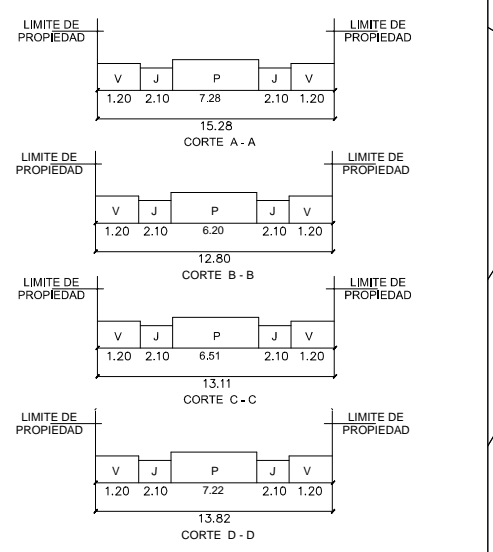 LIMITE DE PROPIEDAD
LIMITE DE PROPIEDAD
V J P J V
1.20 2.10 7.28 2.10 1.20
15.28
CORTE A - A
LIMITE DE PROPIEDAD
LIMITE DE PROPIEDAD
V J P J V
1.20 2.10 6.20 2.10 1.20
12.80
CORTE B - B
LIMITE DE PROPIEDAD
LIMITE DE PROPIEDAD
V J P J V
1.20 2.10 6.51 2.10 1.20
13.11
CORTE C - C
LIMITE DE PROPIEDAD
LIMITE DE PROPIEDAD
V J P J V
1.20 2.10 7.22 2.10 1.20
13.82
CORTE D - D